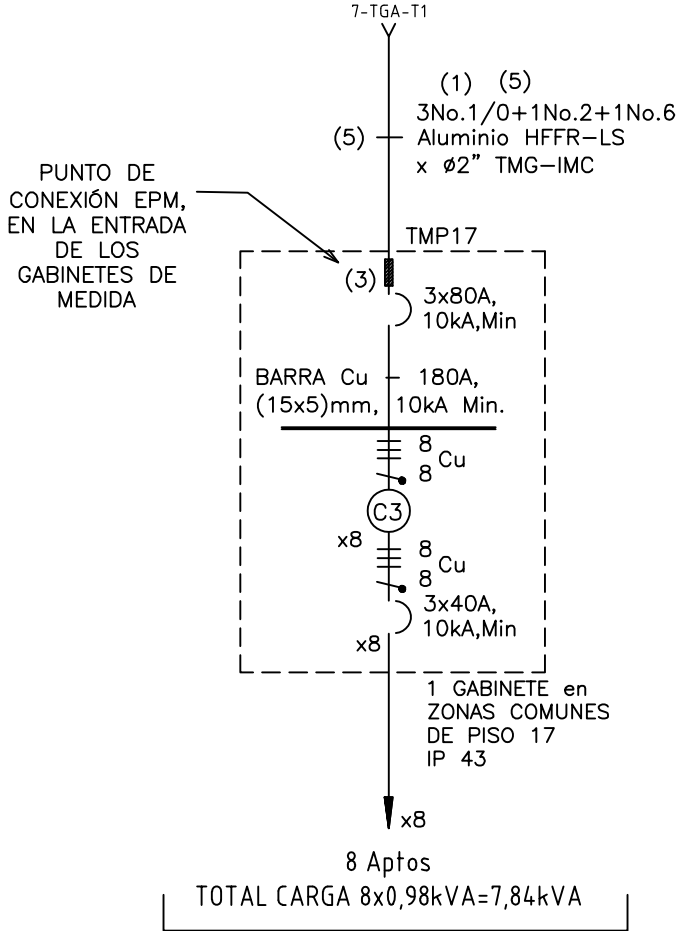 7-TGA-T1
(1) (5)
3No.1/0+1No.2+1No.6
(5)
Aluminio HFFR-LS
x ø2" TMG-IMC
PUNTO DE
CONEXIÓN EPM,
EN LA ENTRADA
DE LOS
GABINETES DE
MEDIDA
TMP17
(3)
3x80A,
10kA,Min
BARRA Cu
180A,
(15x5)mm, 10kA Min.
8
8
Cu
C3
x8
8
8
Cu
3x40A,
10kA,Min
x8
1 GABINETE en
ZONAS COMUNES
DE PISO 17
IP 43
x8
8 Aptos
TOTAL CARGA 8x0,98kVA=7,84kVA